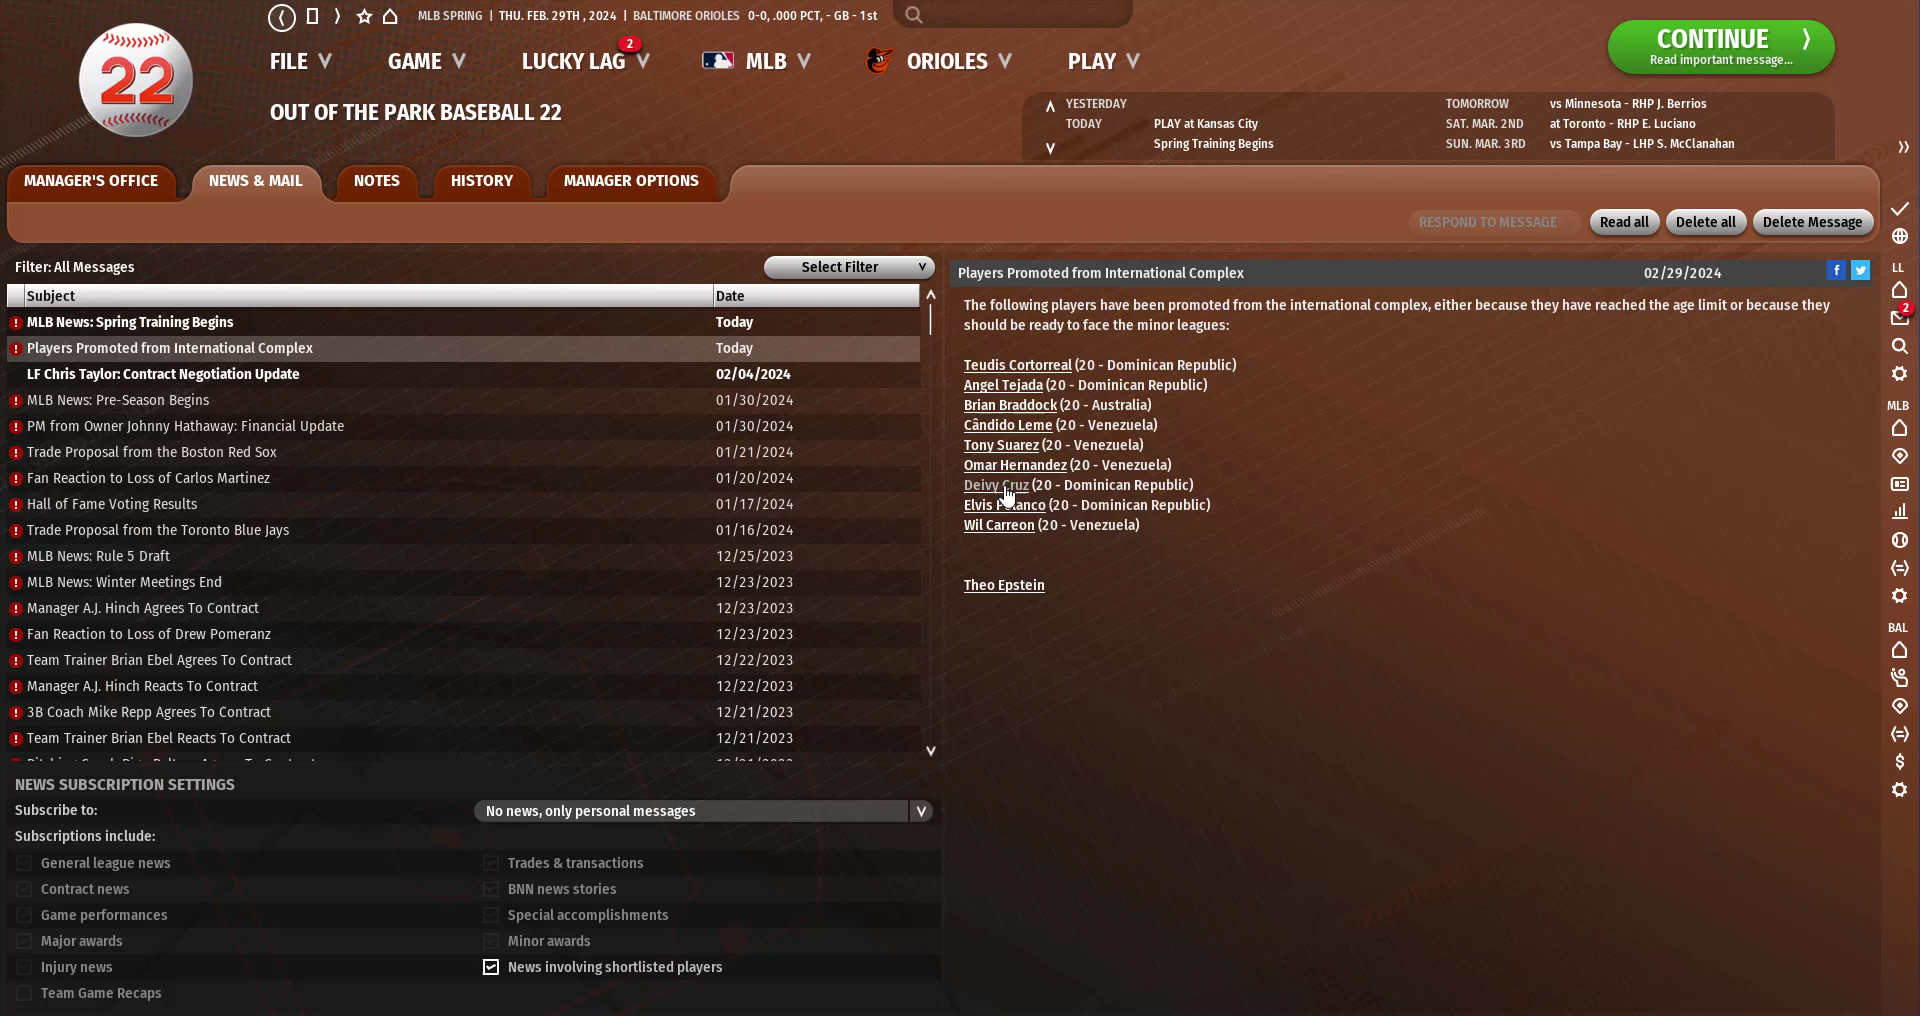 MLB SPRING | THU. FEB. 29TH , 2024 | BALTIMORE ORIOLES 0-0, .000 PCT, - GB - 1st
22
FILE GAME LUCKY LAG 2 MLB ORIOLES PLAY
CONTINUE
Read important message...
OUT OF THE PARK BASEBALL 22
YESTERDAY
TODAY PLAY at Kansas City
Spring Training Begins
TOMORROW vs Minnesota - RHP J. Berrios
SAT. MAR. 2ND at Toronto - RHP E. Luciano
SUN. MAR. 3RD vs Tampa Bay - LHP S. McClanahan
MANAGER'S OFFICE NEWS & MAIL NOTES HISTORY MANAGER OPTIONS
RESPOND TO MESSAGE Read all Delete all Delete Message
Filter: All Messages Select Filter
Subject Date
MLB News: Spring Training Begins Today
Players Promoted from International Complex Today
LF Chris Taylor: Contract Negotiation Update 02/04/2024
MLB News: Pre-Season Begins 01/30/2024
PM from Owner Johnny Hathaway: Financial Update 01/30/2024
Trade Proposal from the Boston Red Sox 01/21/2024
Fan Reaction to Loss of Carlos Martinez 01/20/2024
Hall of Fame Voting Results 01/17/2024
Trade Proposal from the Toronto Blue Jays 01/16/2024
MLB News: Rule 5 Draft 12/25/2023
MLB News: Winter Meetings End 12/23/2023
Manager A.J. Hinch Agrees To Contract 12/23/2023
Fan Reaction to Loss of Drew Pomeranz 12/23/2023
Team Trainer Brian Ebel Agrees To Contract 12/22/2023
Manager A.J. Hinch Reacts To Contract 12/22/2023
3B Coach Mike Repp Agrees To Contract 12/21/2023
Team Trainer Brian Ebel Reacts To Contract 12/21/2023
NEWS SUBSCRIPTION SETTINGS
Subscribe to: No news, only personal messages
Subscriptions include:
General league news Trades & transactions
Contract news BNN news stories
Game performances Special accomplishments
Major awards Minor awards
Injury news News involving shortlisted players
Team Game Recaps
Players Promoted from International Complex 02/29/2024
The following players have been promoted from the international complex, either because they have reached the age limit or because they
should be ready to face the minor leagues:
Teudis Cortorreal (20 - Dominican Republic)
Angel Tejada (20 - Dominican Republic)
Brian Braddock (20 - Australia)
Cândido Leme (20 - Venezuela)
Tony Suarez (20 - Venezuela)
Omar Hernandez (20 - Venezuela)
Deivy Cruz (20 - Dominican Republic)
Elvis (20 - Dominican Republic)
Wil Carreon (20 - Venezuela)
Theo Epstein
LL
2
MLB
BAL